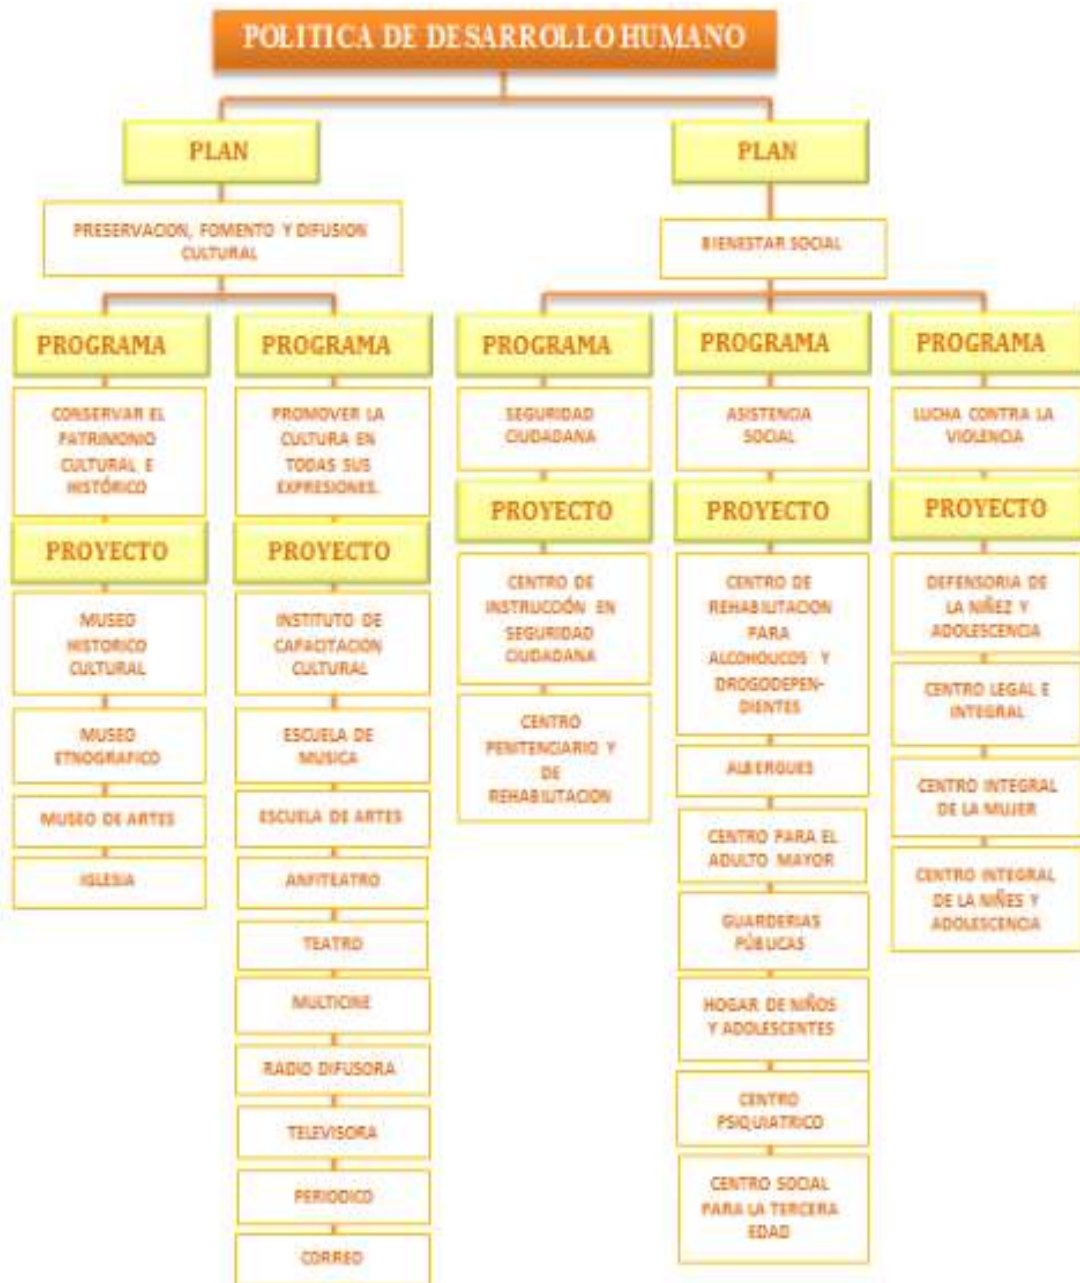 POLITICA DE DESARROLLO HUMANO
PLAN
PRESERVACION, FOMENTO Y DIFUSION
CULTURAL
PROGRAMA
CONSERVAR EL
PATRIMONIO
CULTURAL E
HISTÓRICO
PROYECTO
MUSEO
HISTORICO
CULTURAL
MUSEO
ETNOGRAFICO
MUSEO DE ARTES
IGLESIA
PROGRAMA
PROMOVER LA
CULTURA EN
TODAS SUS
EXPRESIONES.
PROYECTO
INSTITUTO DE
CAPACITACION
CULTURAL
ESCUELA DE
MUSICA
ESCUELA DE ARTES
ANFITEATRO
TEATRO
MULTICINE
RADIO DIFUSORA
TELEVISORA
PERIODICO
CORREO
PLAN
BIENESTAR SOCIAL
PROGRAMA
SEGURIDAD
CIUDADANA
PROYECTO
CENTRO DE
INSTRUCCIÓN EN
SEGURIDAD
CIUDADANA
CENTRO
PENITENCIARIO Y
DE
REHABILITACION
PROGRAMA
ASISTENCIA
SOCIAL
PROYECTO
CENTRO DE
REHABILITACION
PARA
ALCOHOLICOS Y
DROGODEPEN-
DIENTES
ALBERGUES
CENTRO PARA EL
ADULTO MAYOR
GUARDERIAS
PÚBLICAS
HOGAR DE NIÑOS
Y ADOLESCENTES
CENTRO
PSIQUIATRICO
CENTRO SOCIAL
PARA LA TERCERA
EDAD
PROGRAMA
LUCHA CONTRA LA
VIOLENCIA
PROYECTO
DEFENSORIA DE
LA NIÑEZ Y
ADOLESCENCIA
CENTRO LEGAL E
INTEGRAL
CENTRO INTEGRAL
DE LA MUJER
CENTRO INTEGRAL
DE LA NIÑES Y
ADOLESCENCIA